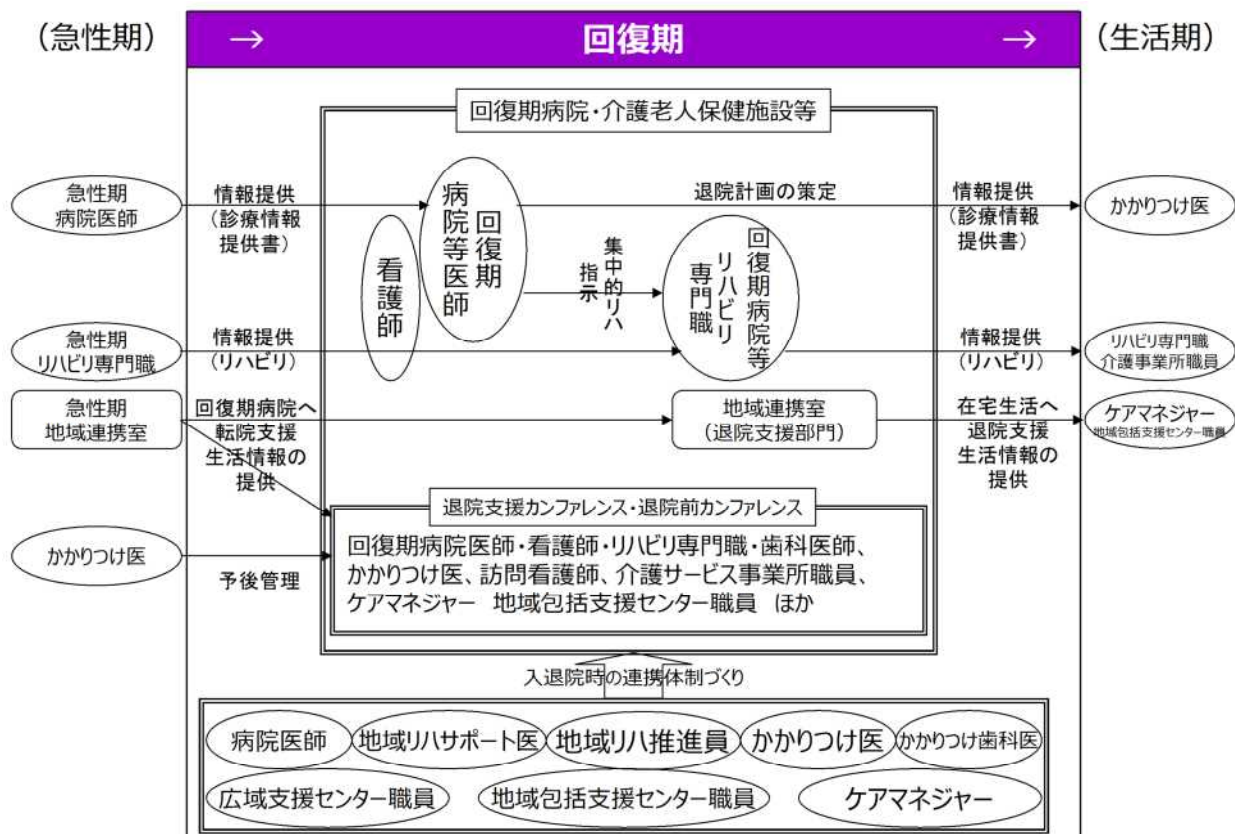 (急性期)
→
回復期
→
(生活期)
回復期病院・介護老人保健施設等
急性期
病院医師
情報提供
(診療情報
提供書)
看護師
回復期
病院等医師
退院計画の策定
集中的リハ
指示
回復期病院等
リハビリ
専門職
情報提供
(診療情報
提供書)
かかりつけ医
急性期
リハビリ専門職
情報提供
(リハビリ)
情報提供
(リハビリ)
リハビリ専門職
介護事業所職員
急性期
地域連携室
回復期病院へ
転院支援
生活情報の
提供
地域連携室
(退院支援部門)
在宅生活へ
退院支援
生活情報の
提供
ケアマネジャー
地域包括支援センター職員
かかりつけ医
予後管理
退院支援カンファレンス・退院前カンファレンス
回復期病院医師・看護師・リハビリ専門職・歯科医師、
かかりつけ医、訪問看護師、介護サービス事業所職員、
ケアマネジャー 地域包括支援センター職員 ほか
入退院時の連携体制づくり
病院医師
地域リハサポート医
地域リハ推進員
かかりつけ医
かかりつけ歯科医
広域支援センター職員
地域包括支援センター職員
ケアマネジャー